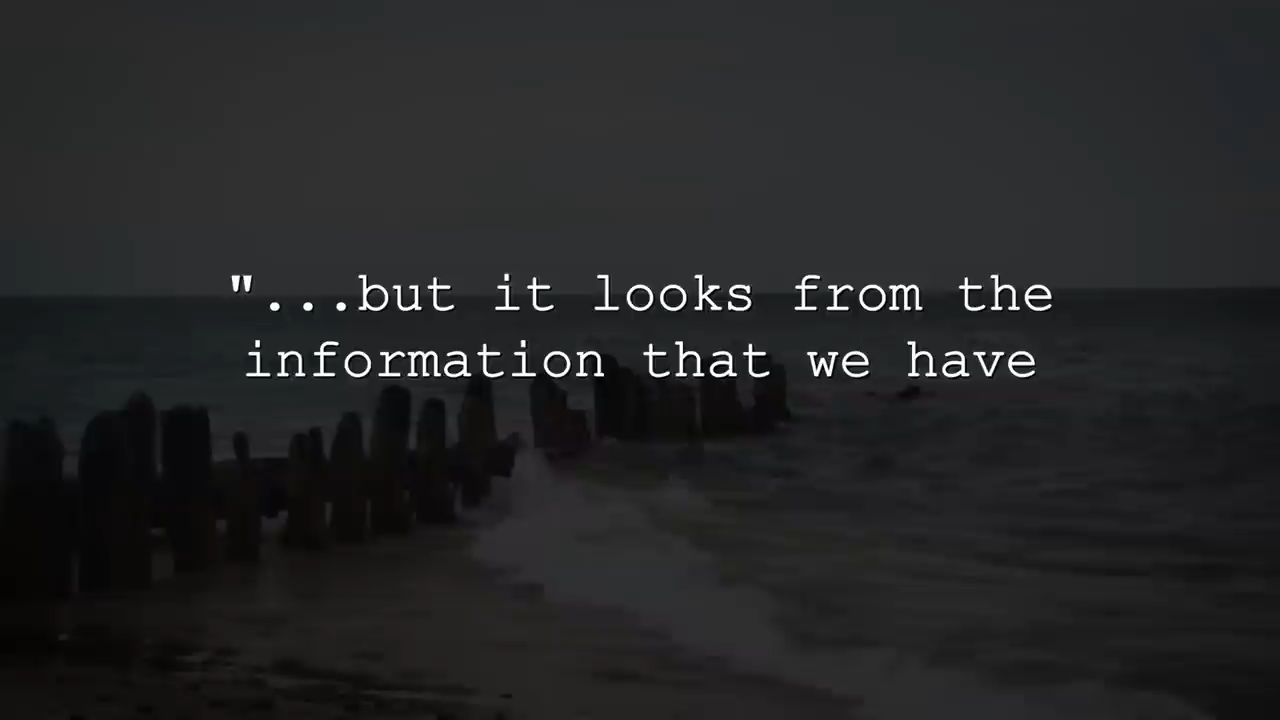 "...but it looks from the
information that we have